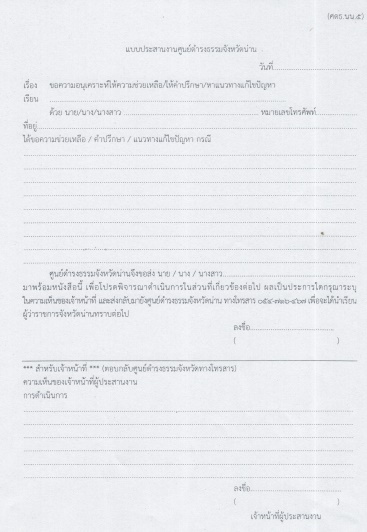 (ศดธ.นน.๕)
แบบประสานงานศูนย์ดำรงธรรมจังหวัดน่าน
วันที่
เรื่อง ขอความอนุเคราะห์ให้ความช่วยเหลือ/ให้คำปรึกษา/หาแนวทางแก้ไขปัญหา
เรียน
ด้วย นาย/นาง/นางสาว หมายเลขโทรศัพท์
ที่อยู่
ได้ขอความช่วยเหลือ / คำปรึกษา / แนวทางแก้ไขปัญหา กรณี
ศูนย์ดำรงธรรมจังหวัดน่านจึงขอส่ง นาย / นาง / นางสาว
มาพร้อมหนังสือนี้ เพื่อโปรดพิจารณาดำเนินการในส่วนที่เกี่ยวข้องต่อไป ผลเป็นประการใดกรุณาระบุ
ในความเห็นของเจ้าหน้าที่ และส่งกลับมายังศูนย์ดำรงธรรมจังหวัดน่าน ทางโทรสาร ๐๕๔-๗๑๖-๔๖๗ เพื่อจะได้นำเรียน
ผู้ว่าราชการจังหวัดน่านทราบต่อไป
ลงชื่อ
( )
*** สำหรับเจ้าหน้าที่ *** (ตอบกลับศูนย์ดำรงธรรมจังหวัดทางโทรสาร)
ความเห็นของเจ้าหน้าที่ผู้ประสานงาน
การดำเนินการ
ลงชื่อ
( )
เจ้าหน้าที่ผู้ประสานงาน